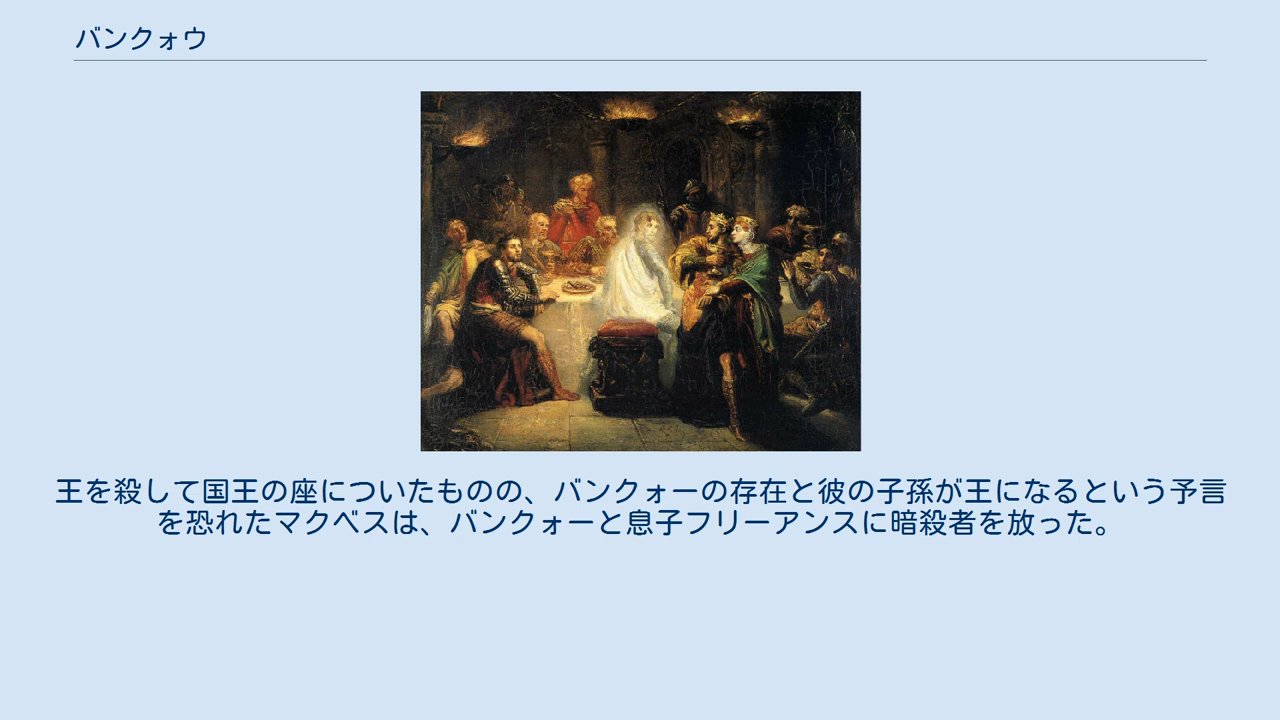 バンクォウ
王を殺して国王の座についたものの、バンクォーの存在と彼の子孫が王になるという予言
を恐れたマクベスは、バンクォーと息子フリーアンスに暗殺者を放った。